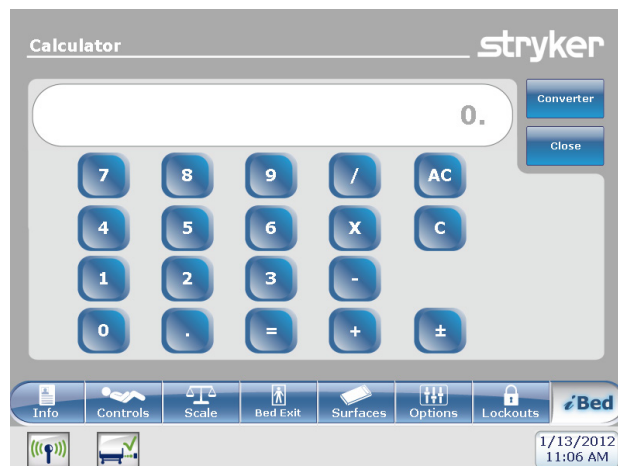 Calculator
stryker
0.
Converter
Close
7 8 9 / AC
4 5 6 X C
1 2 3 -
0 . = + ±
Info Controls Scale Bed Exit Surfaces Options Lockouts iBed
1/13/2012
11:06 AM